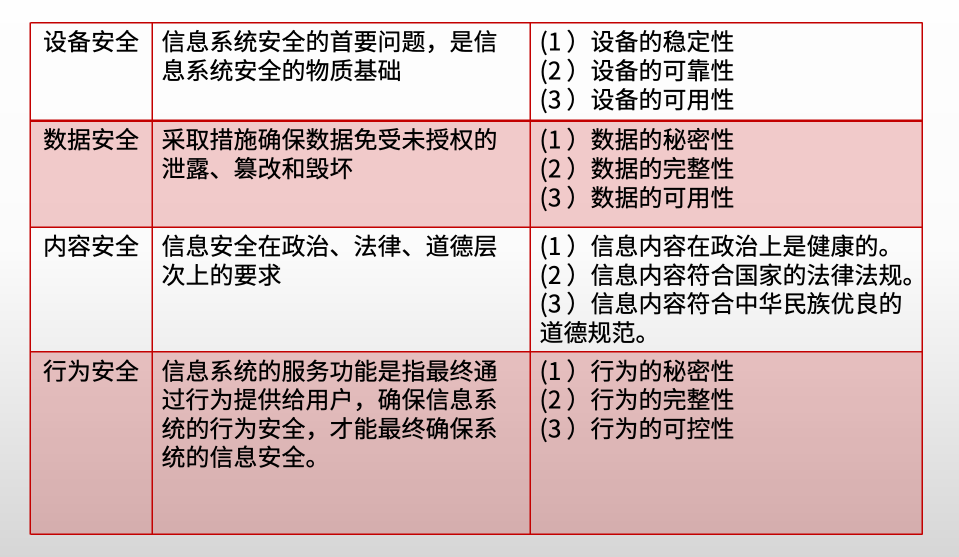 设备安全
信息系统安全的首要问题，是信
息系统安全的物质基础
(1）设备的稳定性
(2）设备的可靠性
(3）设备的可用性
数据安全
采取措施确保数据免受未授权的
泄露、篡改和毁坏
(1）数据的秘密性
(2）数据的完整性
(3）数据的可用性
内容安全
信息安全在政治、法律、道德层
次上的要求
(1）信息内容在政治上是健康的。
(2）信息内容符合国家的法律法规。
(3）信息内容符合中华民族优良的
道德规范。
行为安全
信息系统的服务功能是指最终通
过行为提供给用户，确保信息系
统的行为安全，才能最终确保系
统的信息安全。
(1）行为的秘密性
(2）行为的完整性
(3）行为的可控性